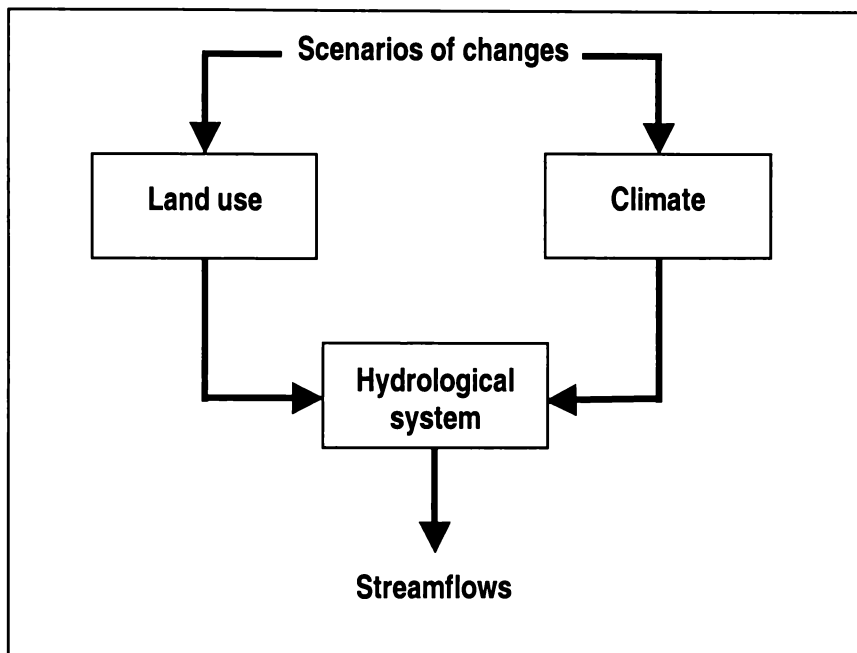 Scenarios of changes
Land use
Climate
Hydrological
system
Streamflows